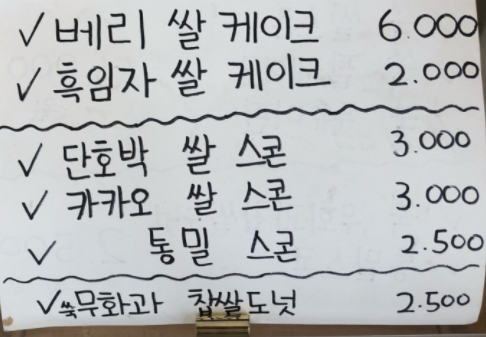 ✓ 베리 쌀 케이크 6.000
✓ 흑임자 쌀 케이크 2.000
✓ 단호박 쌀 스콘 3.000
✓ 카카오 쌀 스콘 3.000
✓ 통밀 스콘 2.500
✓ 쑥무화과 찹쌀도넛 2.500